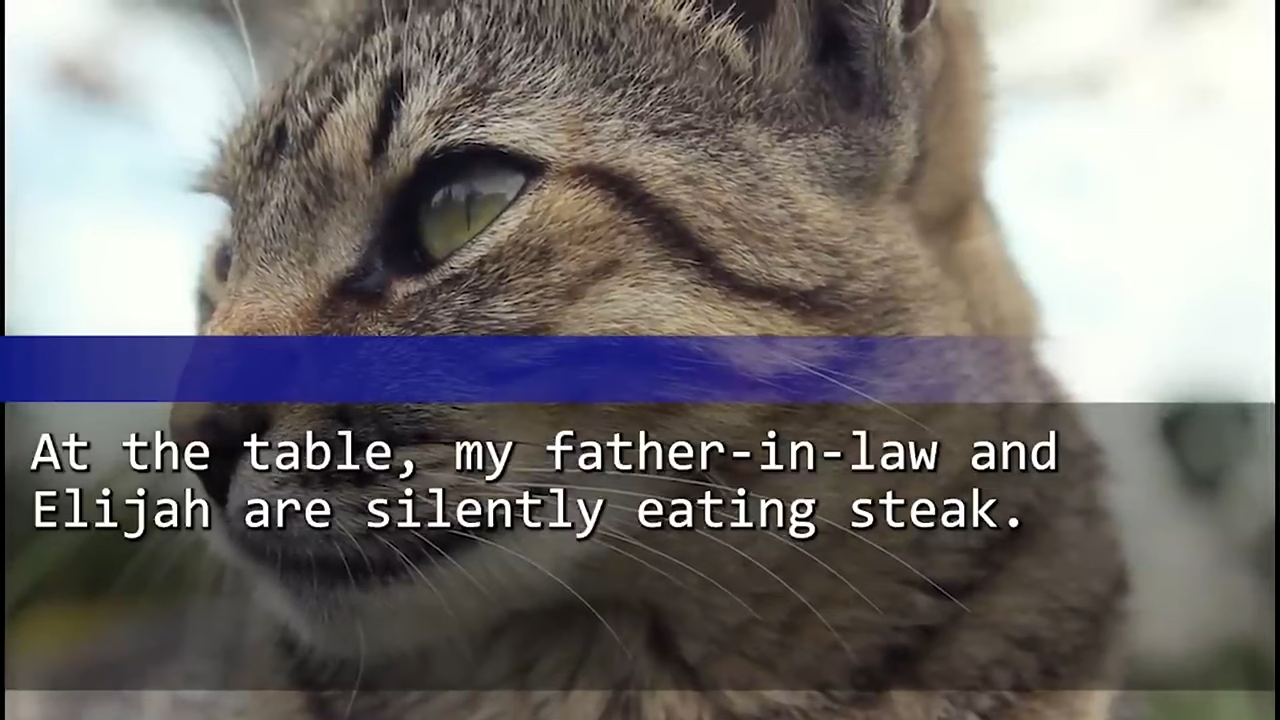 At the table, my father-in-law and
Elijah are silently eating steak.